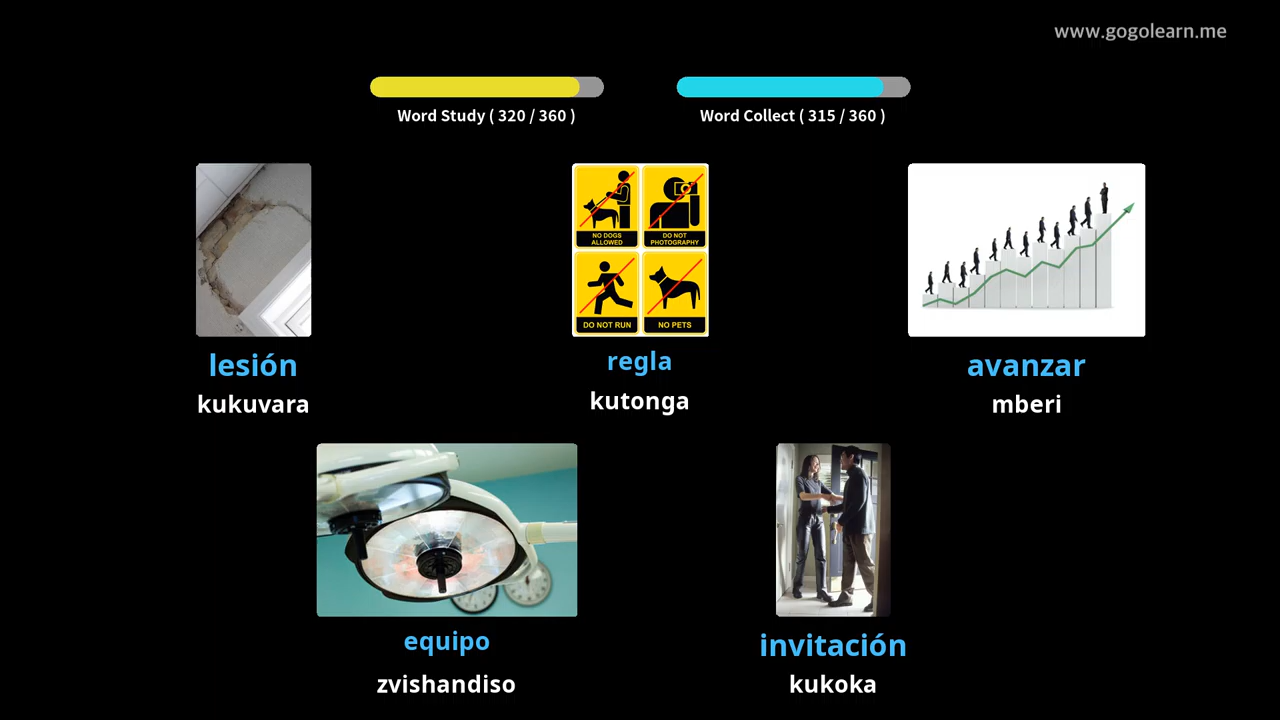 www.gogolearn.me
Word Study ( 320 / 360 )
Word Collect ( 315 / 360 )
NO DOGS
ALLOWED
DO NOT
PHOTOGRAPHY
DO NOT RUN
NO PETS
lesión
kukuvara
regla
kutonga
avanzar
mberi
equipo
zvishandiso
invitación
kukoka